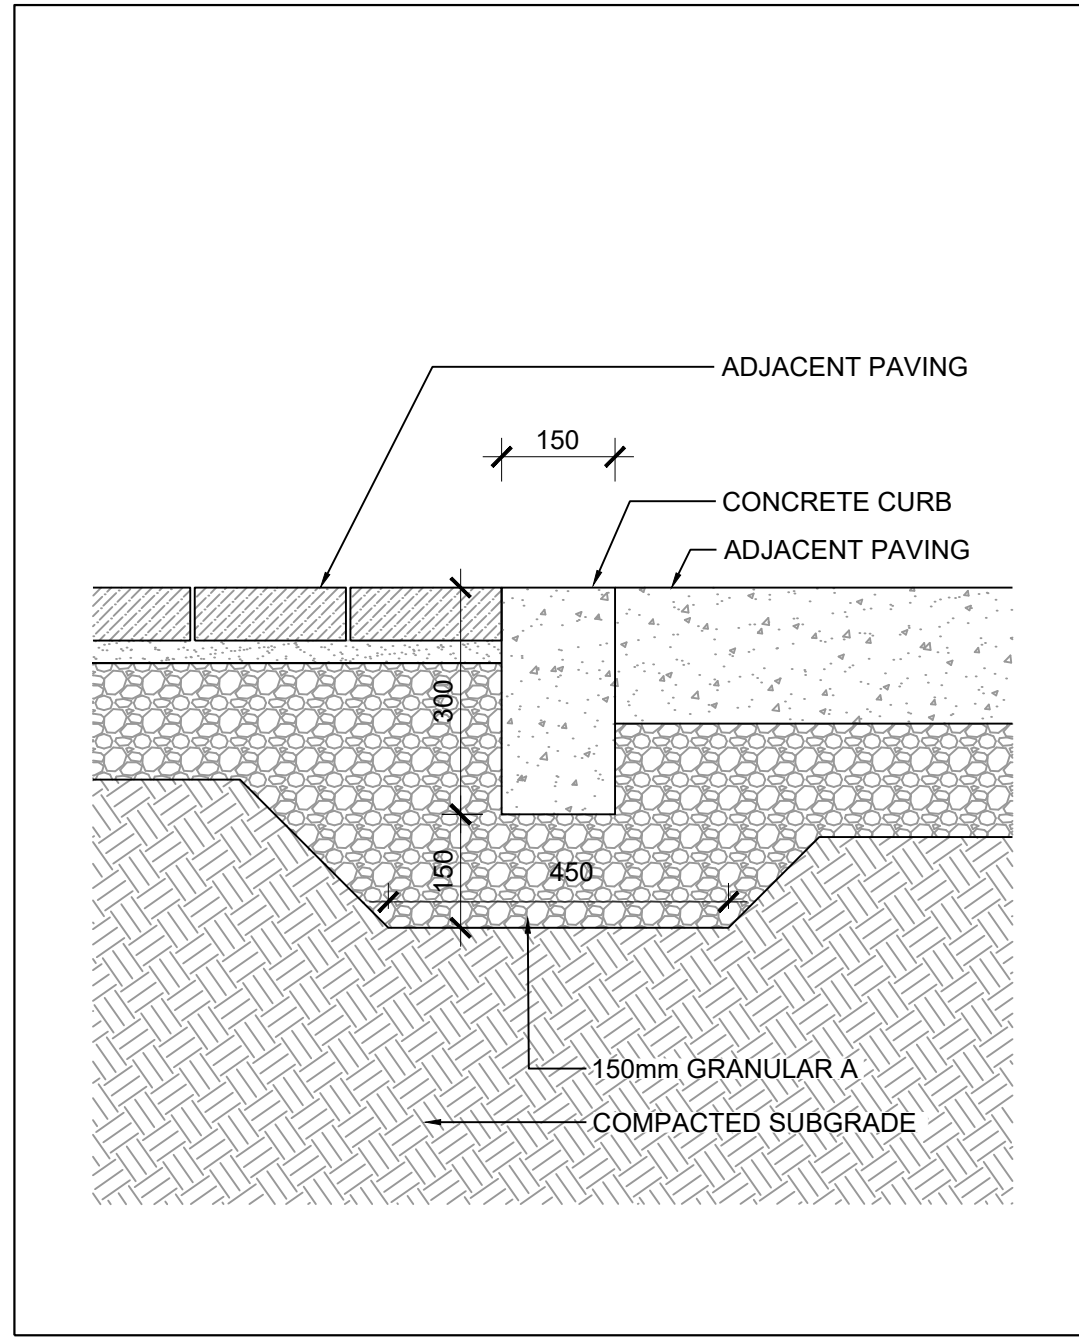 ADJACENT PAVING
150
CONCRETE CURB
ADJACENT PAVING
300
150
450
150mm GRANULAR A
COMPACTED SUBGRADE